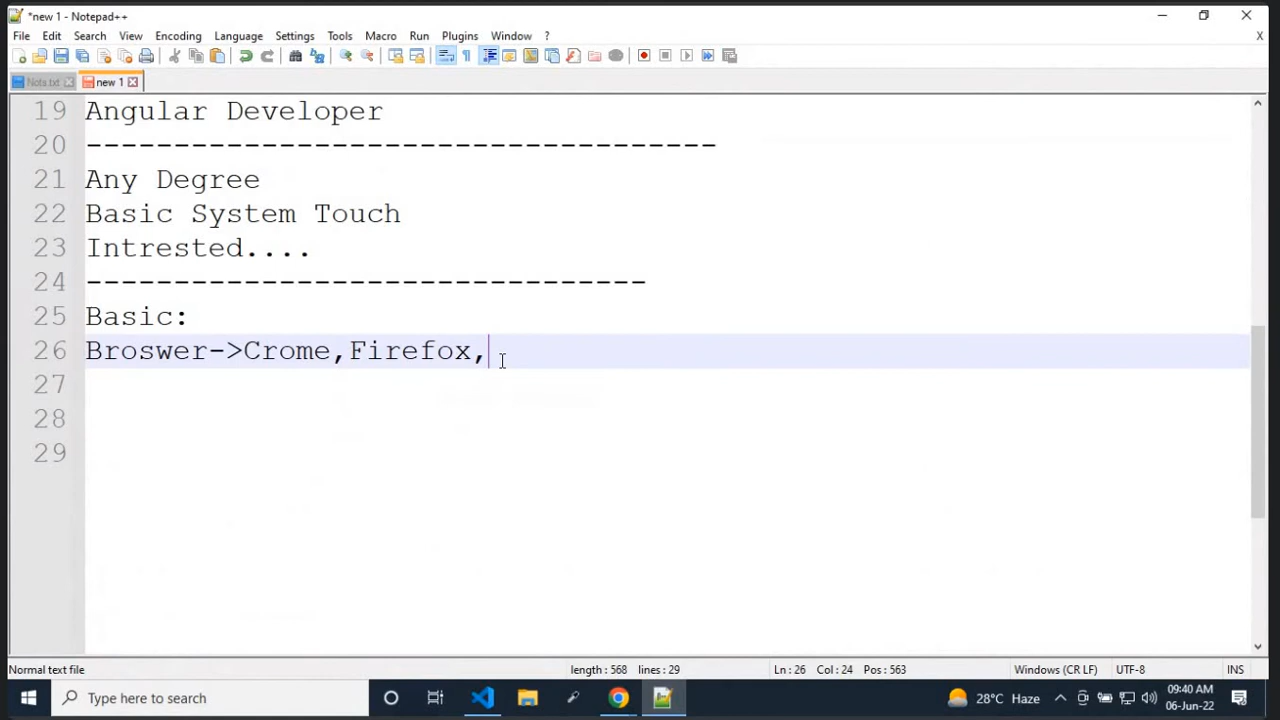 *new 1 - Notepad++
File Edit Search View Encoding Language Settings Tools Macro Run Plugins Window ? X
Nots.txt new 1
19 Angular Developer
20 ------------------------------------
21 Any Degree
22 Basic System Touch
23 Intrested....
24 --------------------------------
25 Basic:
26 Broswer->Crome,Firefox,
27
28
29
Normal text file length : 568 lines : 29 Ln : 26 Col : 24 Pos : 563 Windows (CR LF) UTF-8 INS
Type here to search 28°C Haze 09:40 AM
06-Jun-22